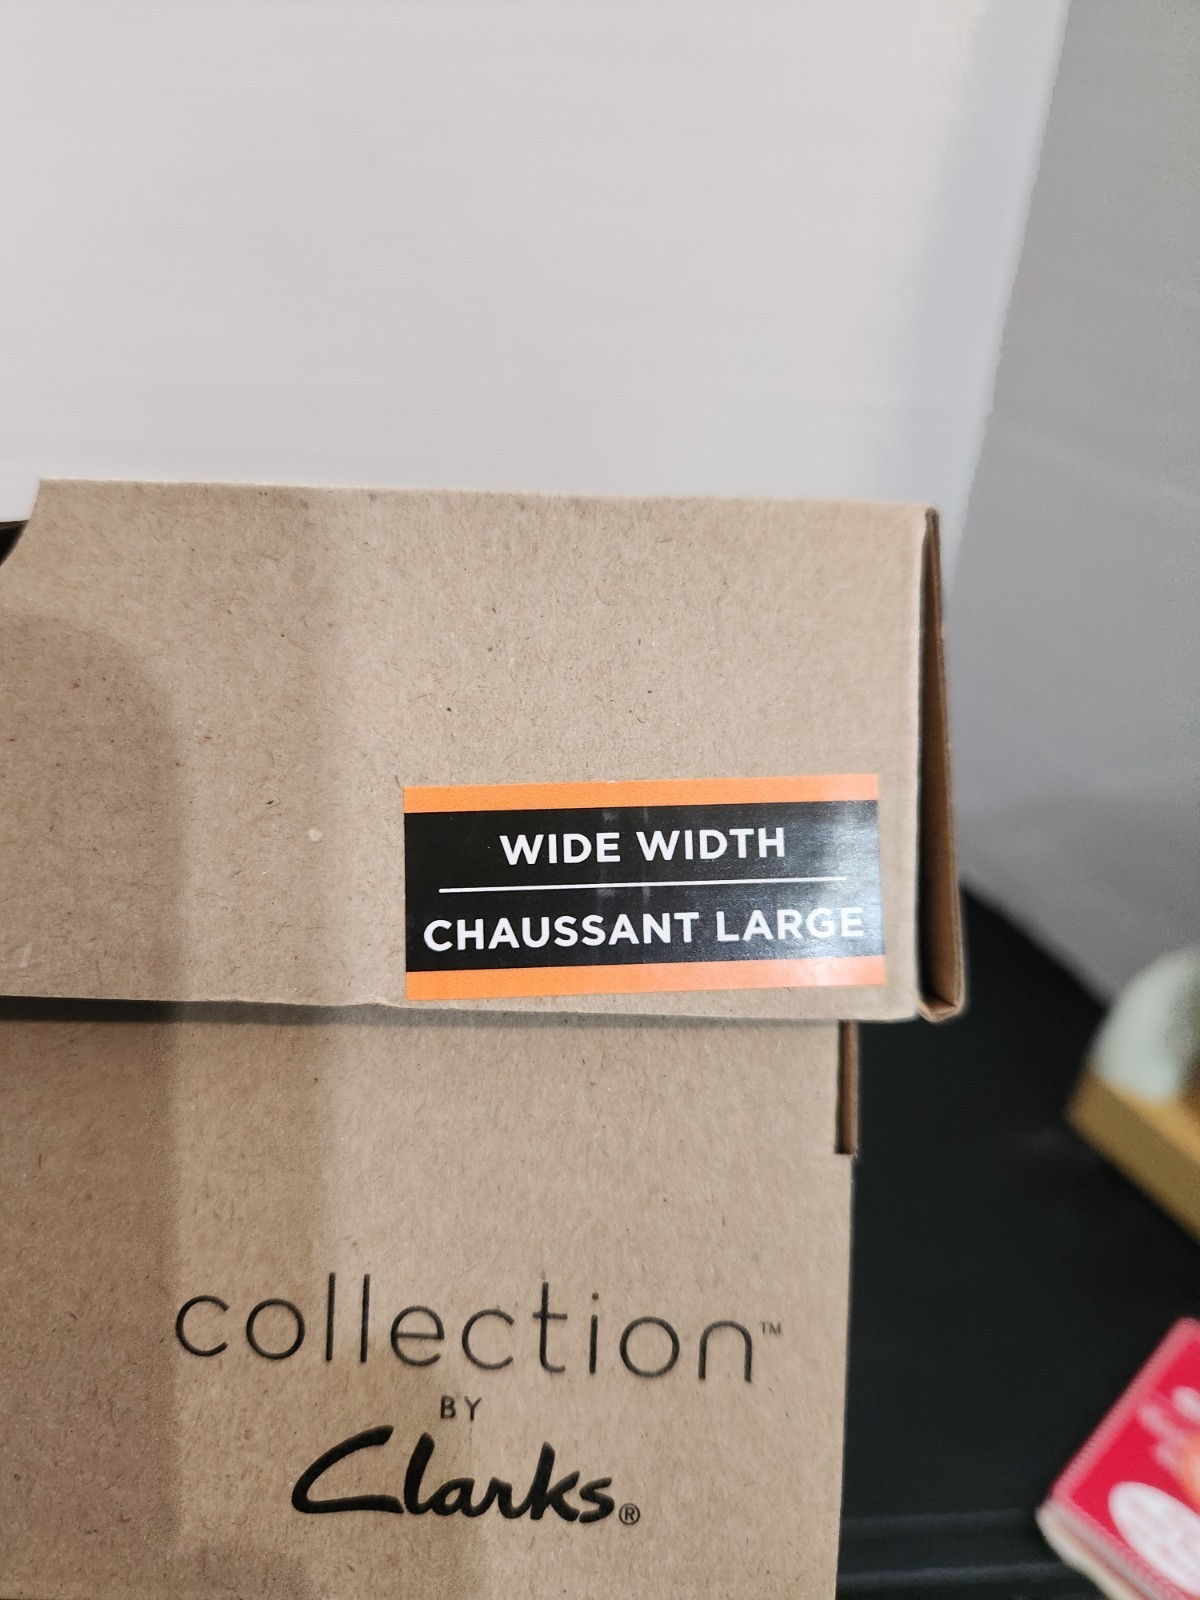 WIDE WIDTH
CHAUSSANT LARGE
collection™
BY
Clarks®